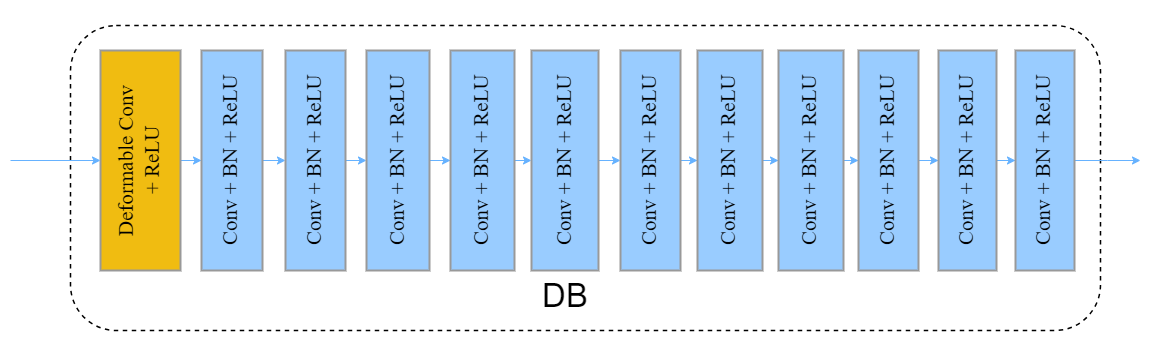 Deformable Conv
+ ReLU
Conv + BN + ReLU
Conv + BN + ReLU
Conv + BN + ReLU
Conv + BN + ReLU
Conv + BN + ReLU
Conv + BN + ReLU
Conv + BN + ReLU
Conv + BN + ReLU
Conv + BN + ReLU
Conv + BN + ReLU
Conv + BN + ReLU
DB